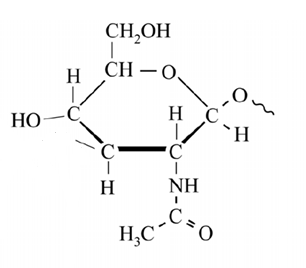 CH₂OH
H CH O O
HO C C H
H
C C
H NH
C
H₃C O